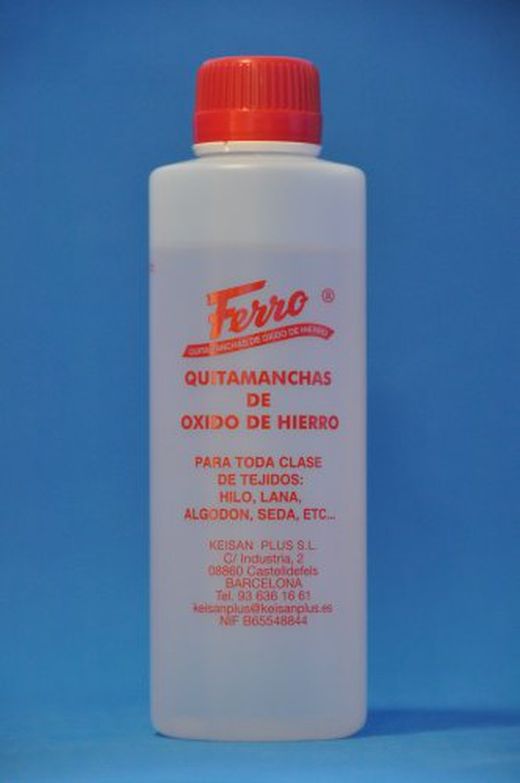 Ferro ®
QUITAMANCHAS DE OXIDO DE HIERRO
QUITAMANCHAS
DE
OXIDO DE HIERRO
PARA TODA CLASE
DE TEJIDOS:
HILO, LANA,
ALGODON, SEDA, ETC...
KEISAN PLUS S.L.
C/ Industria, 2
08860 Castelldefels
BARCELONA
Tel. 93 636 16 61
keisanplus@keisanplus.es
NIF B65548844